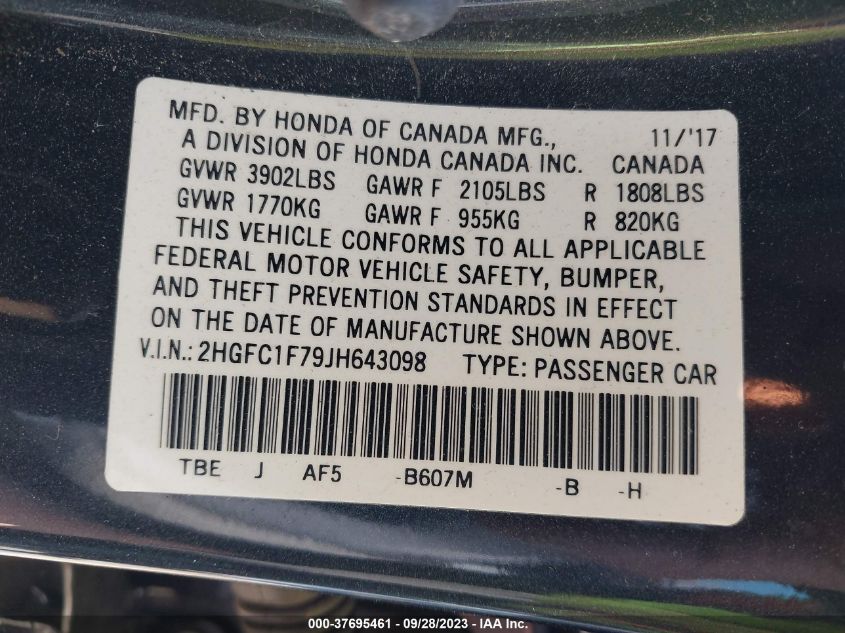 MFD. BY HONDA OF CANADA MFG., 11/'17
A DIVISION OF HONDA CANADA INC. CANADA
GVWR 3902LBS GAWR F 2105LBS R 1808LBS
GVWR 1770KG GAWR F 955KG R 820KG
THIS VEHICLE CONFORMS TO ALL APPLICABLE
FEDERAL MOTOR VEHICLE SAFETY, BUMPER,
AND THEFT PREVENTION STANDARDS IN EFFECT
ON THE DATE OF MANUFACTURE SHOWN ABOVE.
V.I.N.: 2HGFC1F79JH643098 TYPE: PASSENGER CAR
TBE J AF5 -B607M -B -H
000-37695461 - 09/28/2023 - IAA Inc.